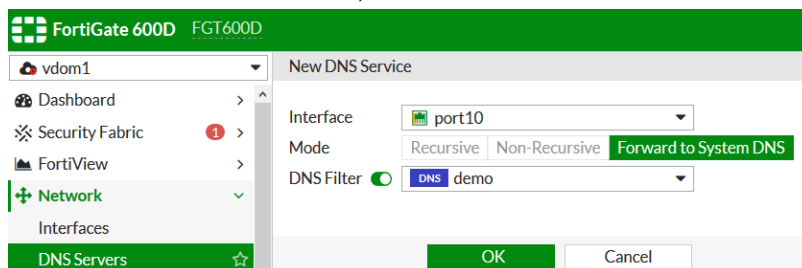 FortiGate 600D FGT600D
vdom1
New DNS Service
Dashboard
Security Fabric 1
FortiView
Network
Interfaces
DNS Servers
Interface port10
Mode Recursive Non-Recursive Forward to System DNS
DNS Filter DNS demo
OK Cancel